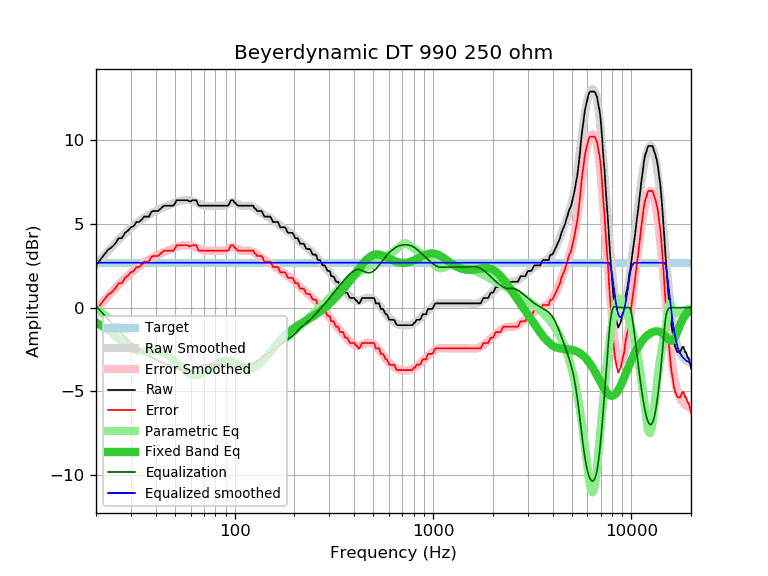 Beyerdynamic DT 990 250 ohm
Amplitude (dBr)
10
5
0
−5
−10
Target
Raw Smoothed
Error Smoothed
Raw
Error
Parametric Eq
Fixed Band Eq
Equalization
Equalized smoothed
100
1000
10000
Frequency (Hz)